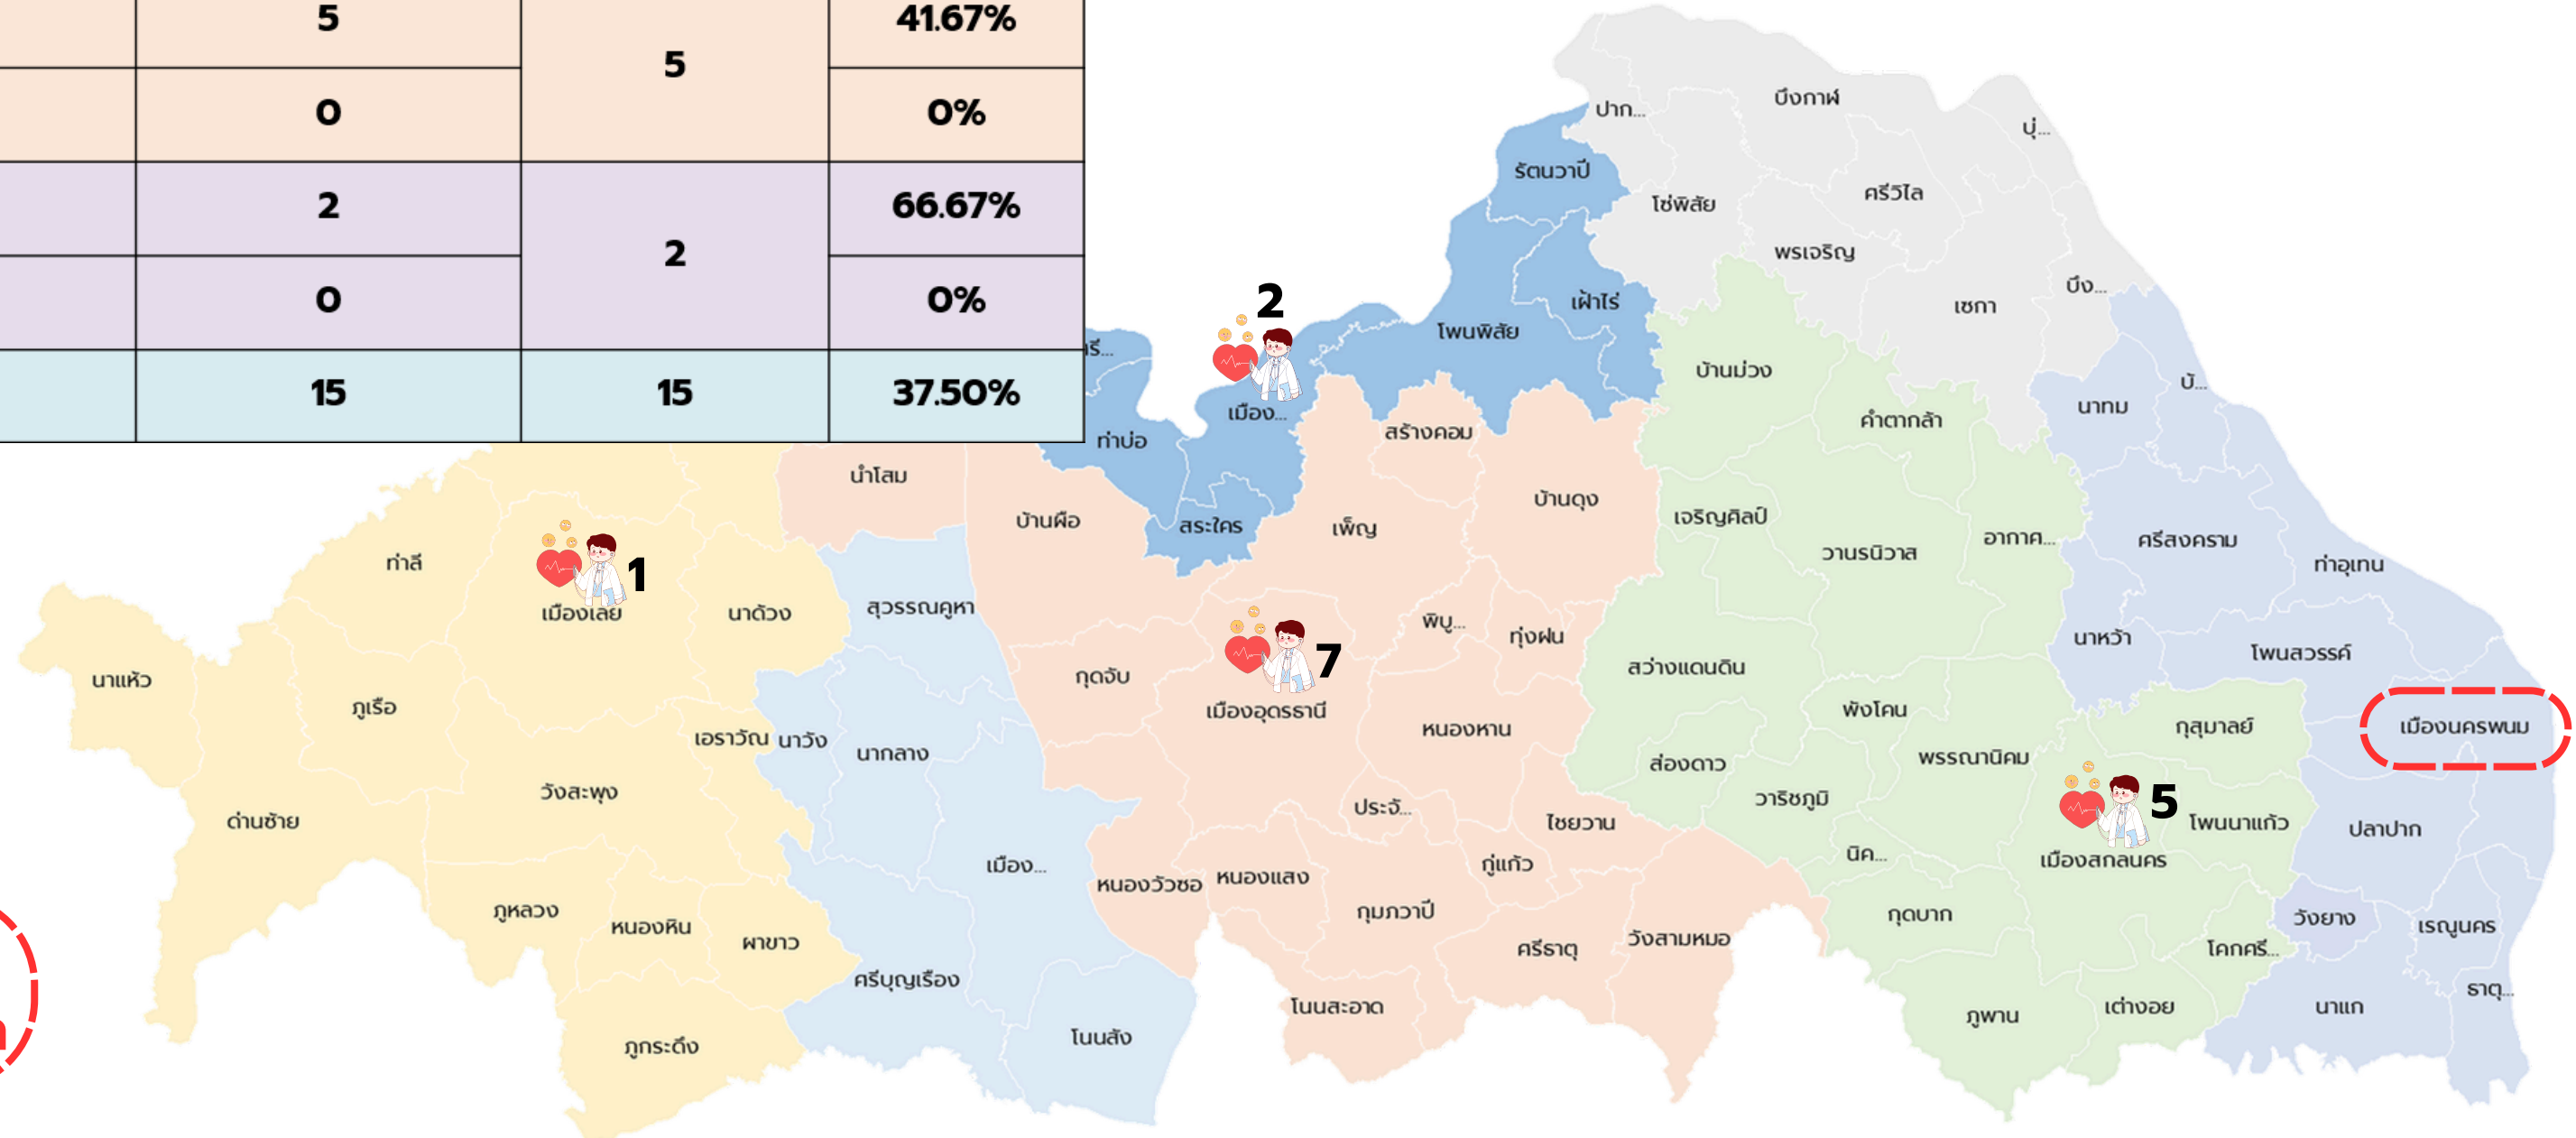 5 5 41.67%
0 0%
2 2 66.67%
0 0%
15 15 37.50%
ปาก...
บึงกาฬ
บุ่...
รัตนวาปี
โซ่พิสัย
ศรีวิไล
พรเจริญ
เซกา
บึง...
เฝ้าไร่
โพนพิสัย
2
เมือง...
ท่าบ่อ
สระใคร
บ้านม่วง
คำตากล้า
นาทม
บ้...
สร้างคอม
บ้านดุง
น้ำโสม
บ้านผือ
เพ็ญ
เจริญศิลป์
วานรนิวาส
อากาศ...
ศรีสงคราม
ท่าอุเทน
ท่าลี่
1
เมืองเลย
นาด้วง
สุวรรณคูหา
พิบู...
ทุ่งฝน
7
เมืองอุดรธานี
กุดจับ
หนองหาน
สว่างแดนดิน
นาหว้า
โพนสวรรค์
นาแห้ว
ภูเรือ
เอราวัณ
นาวัง
นากลาง
พังโคน
กุสุมาลย์
เมืองนครพนม
ส่องดาว
พรรณานิคม
วาริชภูมิ
5
โพนนาแก้ว
เมืองสกลนคร
ปลาปาก
ด่านซ้าย
วังสะพุง
ประจั...
ไชยวาน
กู่แก้ว
นิค...
เมือง...
หนองวัวซอ
หนองแสง
กุมภวาปี
ศรีธาตุ
วังสามหมอ
กุดบาก
วังยาง
เรณูนคร
โคกศรี...
ภูหลวง
หนองหิน
ผาขาว
ศรีบุญเรือง
โนนสะอาด
ภูพาน
เต่างอย
นาแก
ธาตุ...
ภูกระดึง
โนนสัง